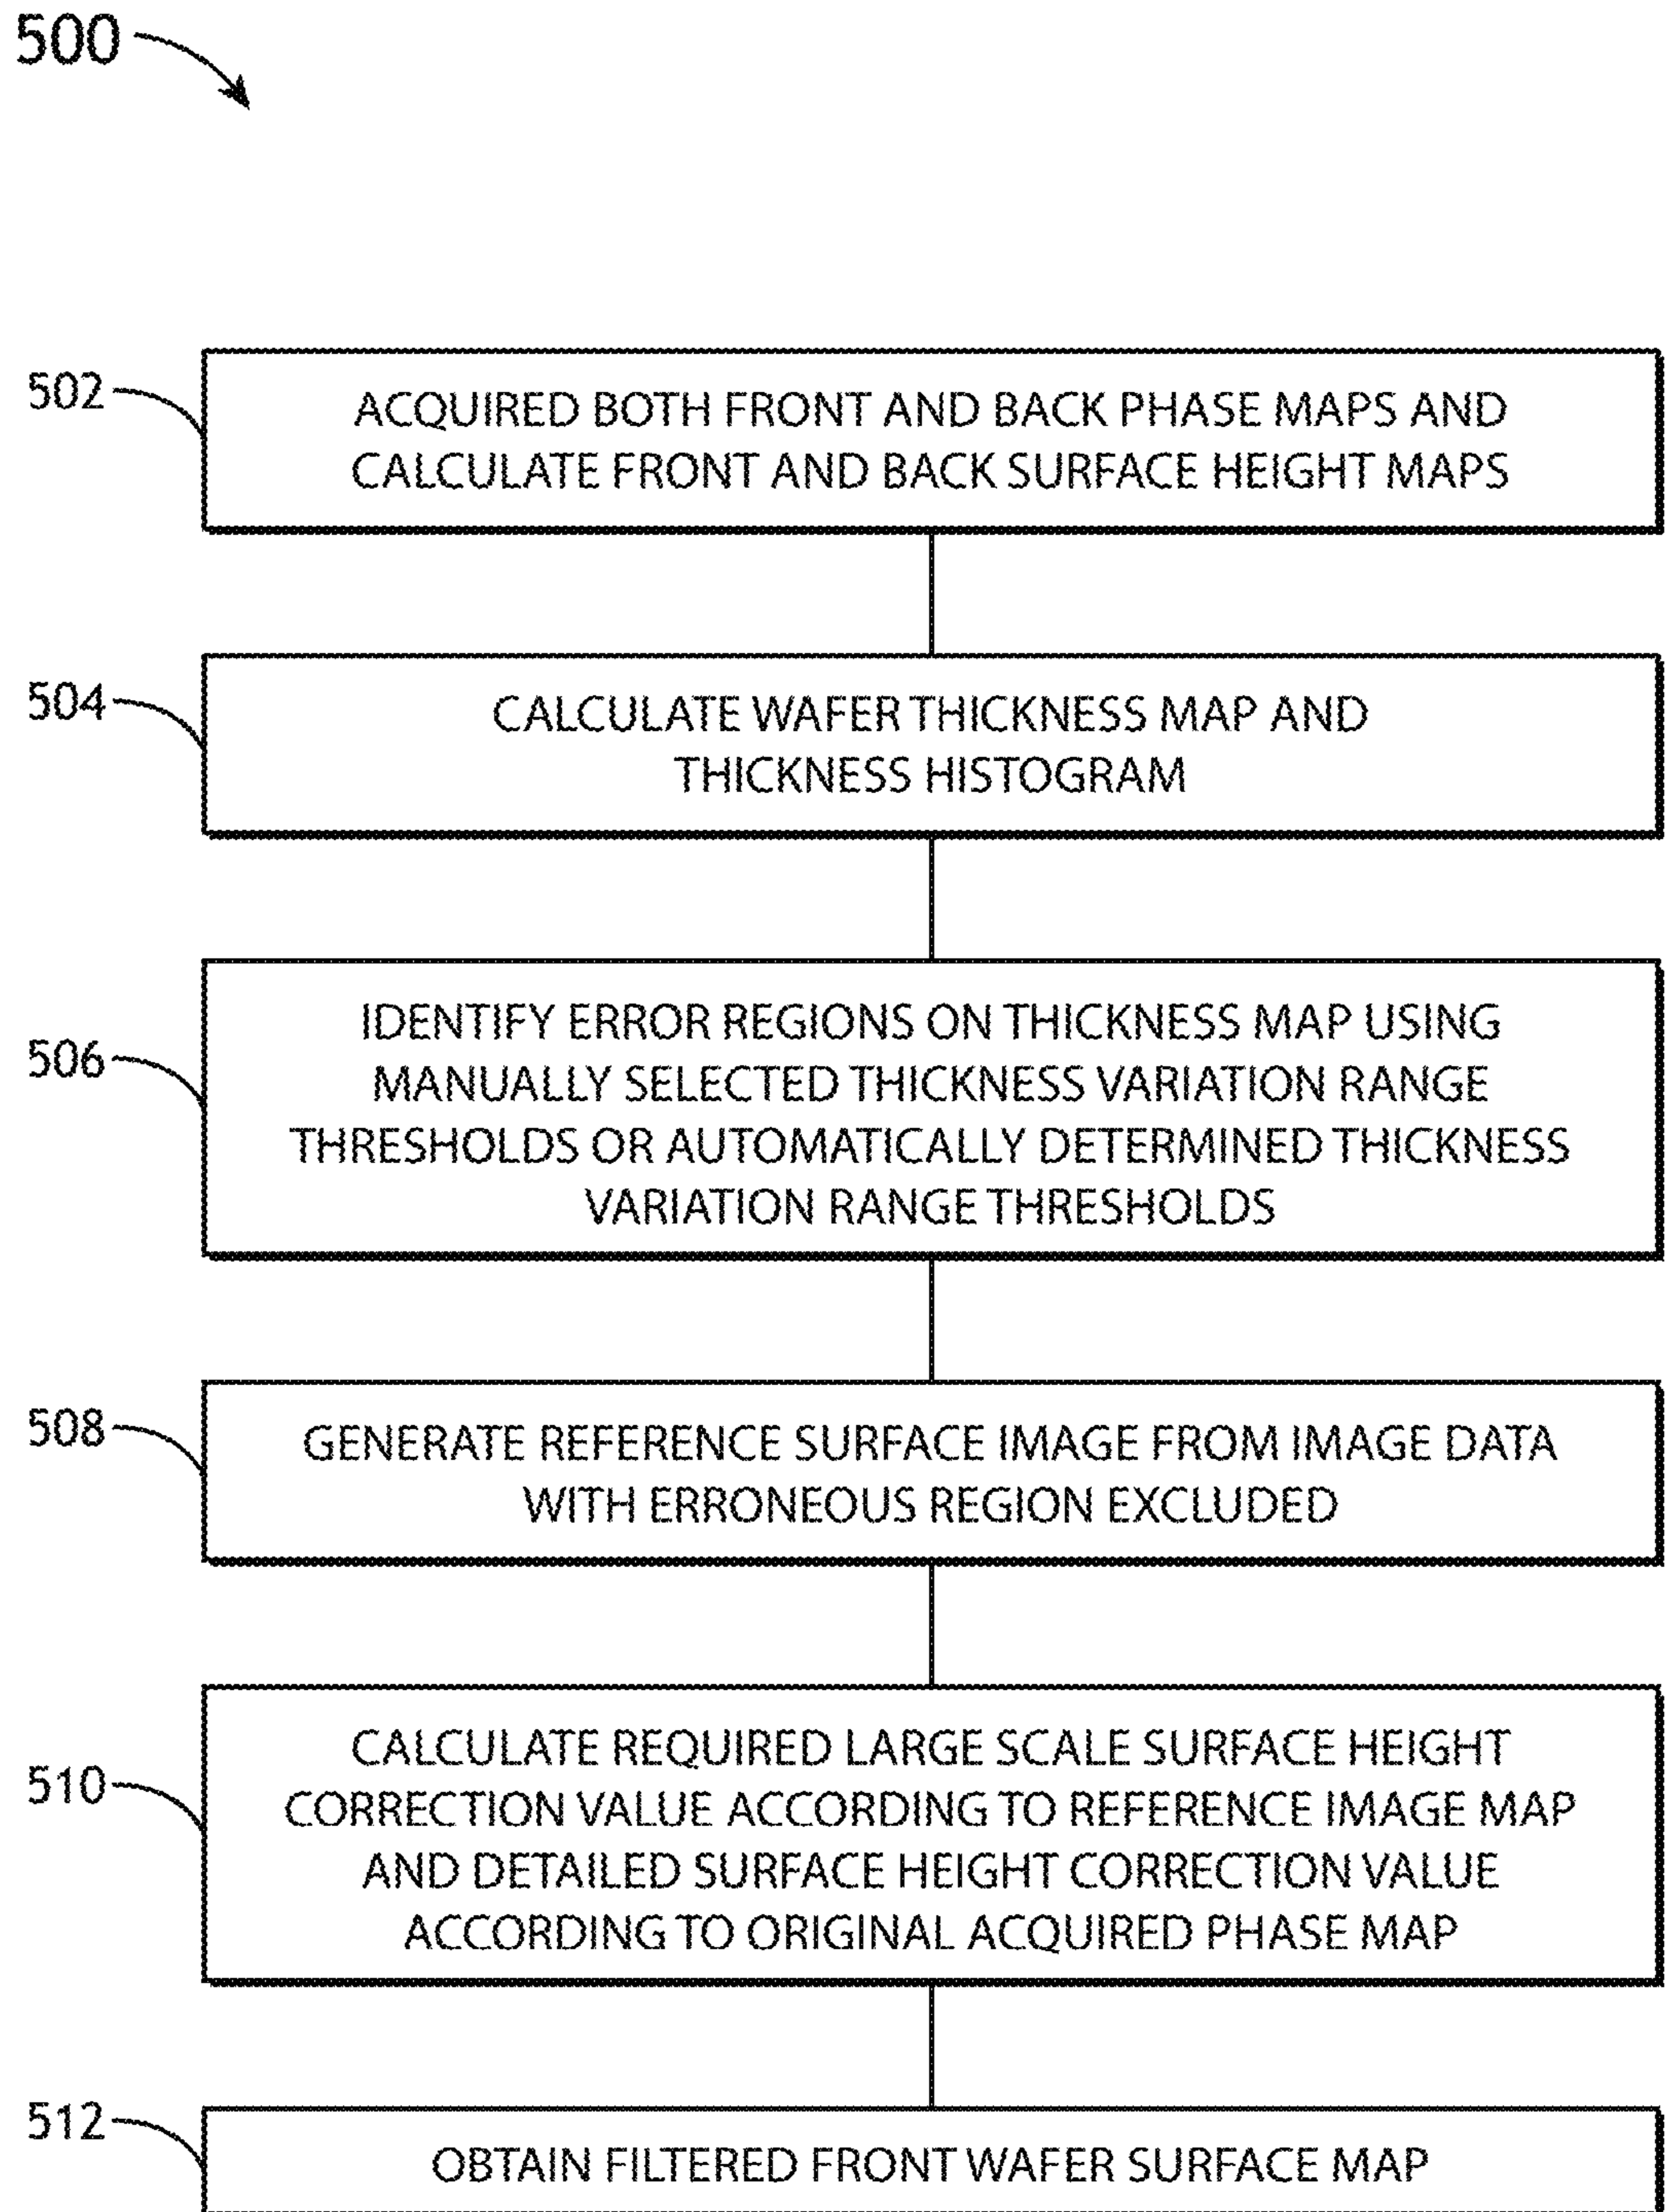 500
502
ACQUIRED BOTH FRONT AND BACK PHASE MAPS AND
CALCULATE FRONT AND BACK SURFACE HEIGHT MAPS
504
CALCULATE WAFER THICKNESS MAP AND
THICKNESS HISTOGRAM
506
IDENTIFY ERROR REGIONS ON THICKNESS MAP USING
MANUALLY SELECTED THICKNESS VARIATION RANGE
THRESHOLDS OR AUTOMATICALLY DETERMINED THICKNESS
VARIATION RANGE THRESHOLDS
508
GENERATE REFERENCE SURFACE IMAGE FROM IMAGE DATA
WITH ERRONEOUS REGION EXCLUDED
510
CALCULATE REQUIRED LARGE SCALE SURFACE HEIGHT
CORRECTION VALUE ACCORDING TO REFERENCE IMAGE MAP
AND DETAILED SURFACE HEIGHT CORRECTION VALUE
ACCORDING TO ORIGINAL ACQUIRED PHASE MAP
512
OBTAIN FILTERED FRONT WAFER SURFACE MAP